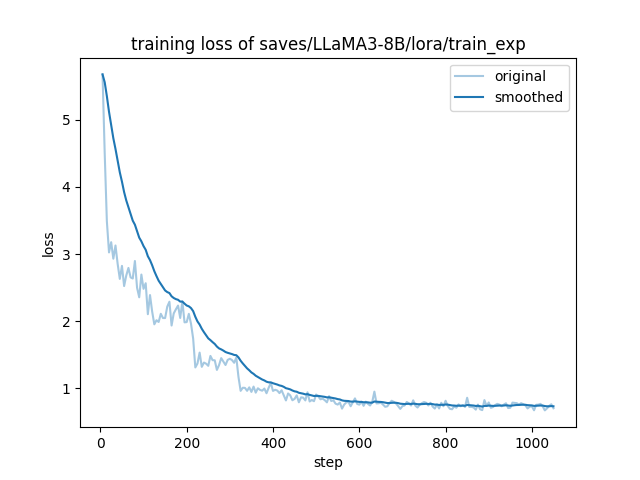 training loss of saves/LLaMA3-8B/lora/train_exp
original
smoothed
5
4
3
2
1
loss
0
200
400
600
800
1000
step